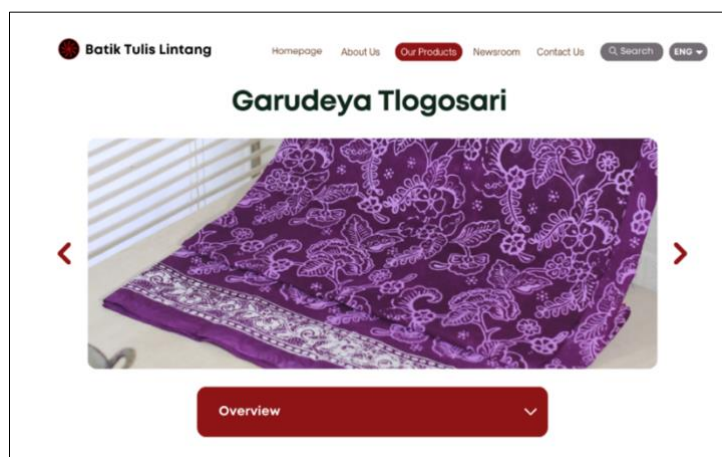 Batik Tulis Lintang
Homepage About Us Our Products Newsroom Contact Us Search ENG
Garudeya Tlogosari
Overview